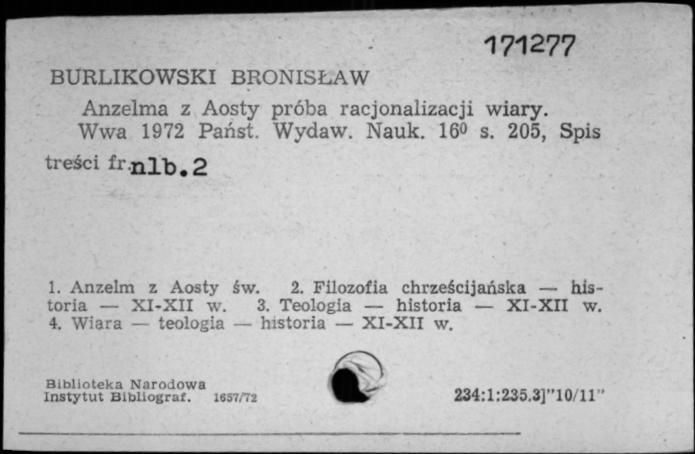 171277
BURLIKOWSKI BRONISŁAW
Anzelma z Aosty próba racjonalizacji wiary.
Wwa 1972 Państ. Wydaw. Nauk. 16⁰ s. 205, Spis
treści fr.nlb.2
1. Anzelm z Aosty św. 2. Filozofia chrześcijańska — his-
toria — XI-XII w. 3. Teologia — historia — XI-XII w.
4. Wiara — teologia — historia — XI-XII w.
Biblioteka Narodowa
Instytut Bibliograf. 1657/72
234:1:235.3]"10/11"